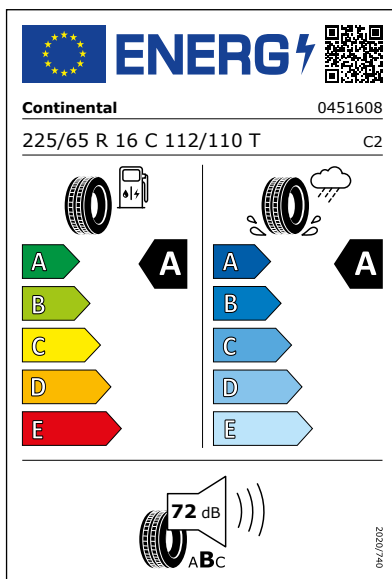 ENERG
Continental 0451608
225/65 R 16 C 112/110 T C2
A A
B
C
D
E
A A
B
C
D
E
72 dB
ABC
2020/740